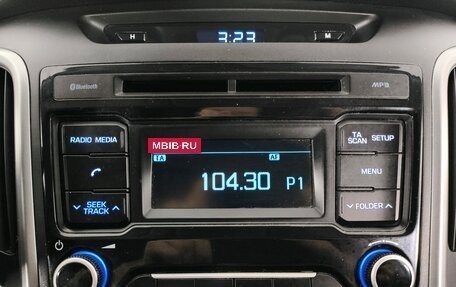 H 3:23 M
Bluetooth MP3
RADIO MEDIA
SEEK
TRACK
MBIB·RU
TA AF
104.30 P1
TA
SCAN SETUP
MENU
FOLDER